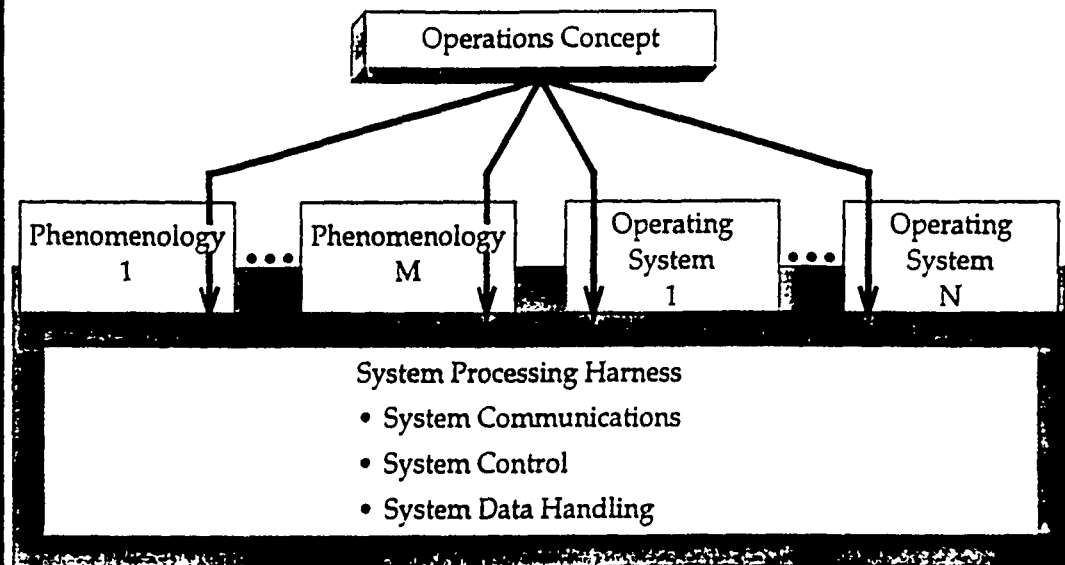 Operations Concept
Phenomenology
1
•••
Phenomenology
M
Operating
System
1
•••
Operating
System
N
System Processing Harness
• System Communications
• System Control
• System Data Handling